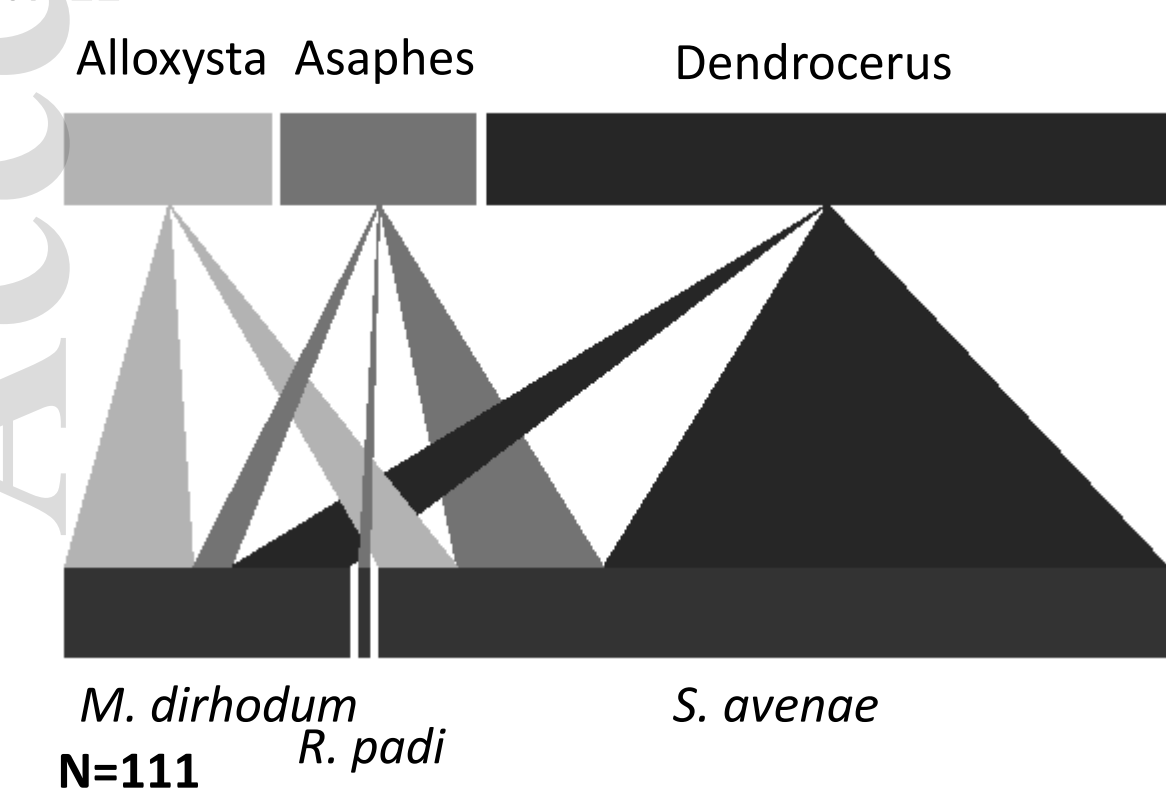 Alloxysta Asaphes Dendrocerus
M. dirhodum S. avenae
R. padi
N=111